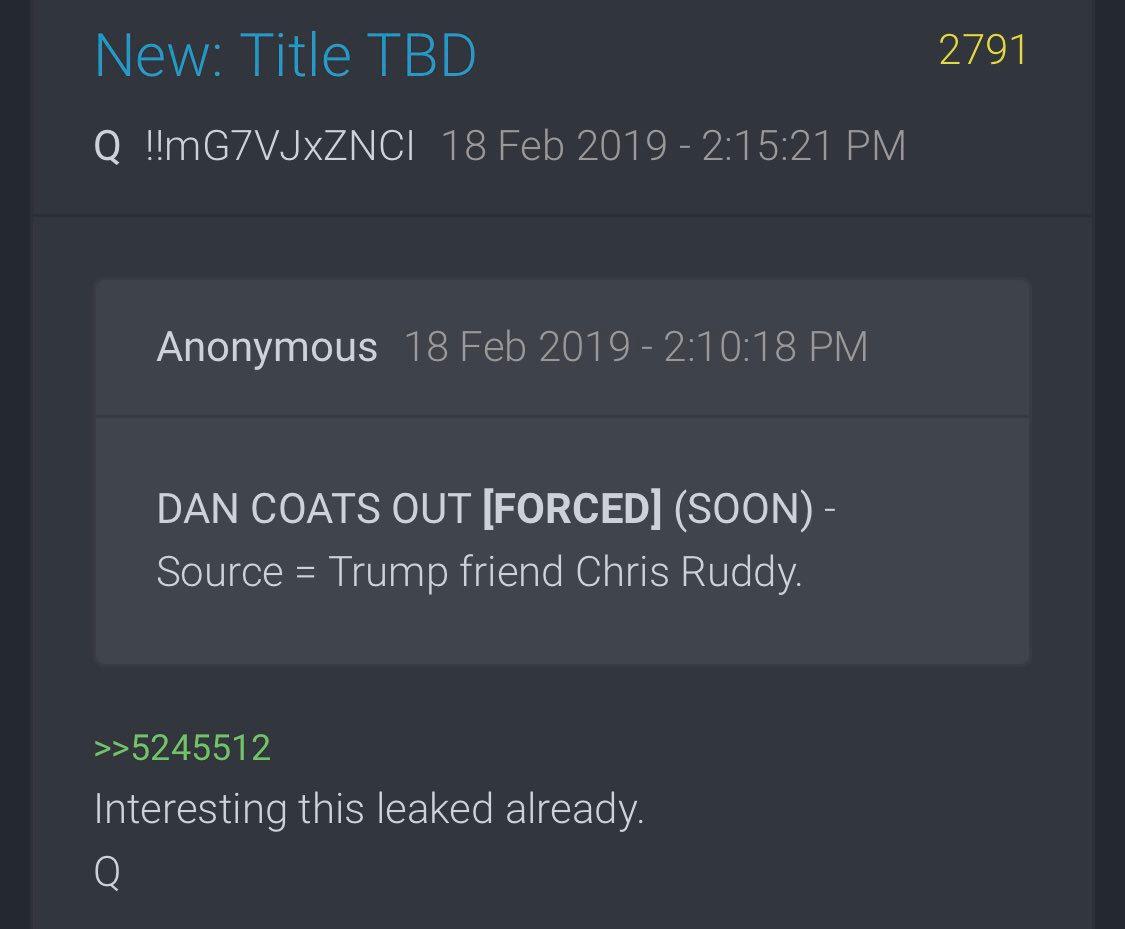 New: Title TBD 2791
Q !!mG7VJxZNCI 18 Feb 2019 - 2:15:21 PM
Anonymous 18 Feb 2019 - 2:10:18 PM
DAN COATS OUT [FORCED] (SOON) -
Source = Trump friend Chris Ruddy.
>>5245512
Interesting this leaked already.
Q